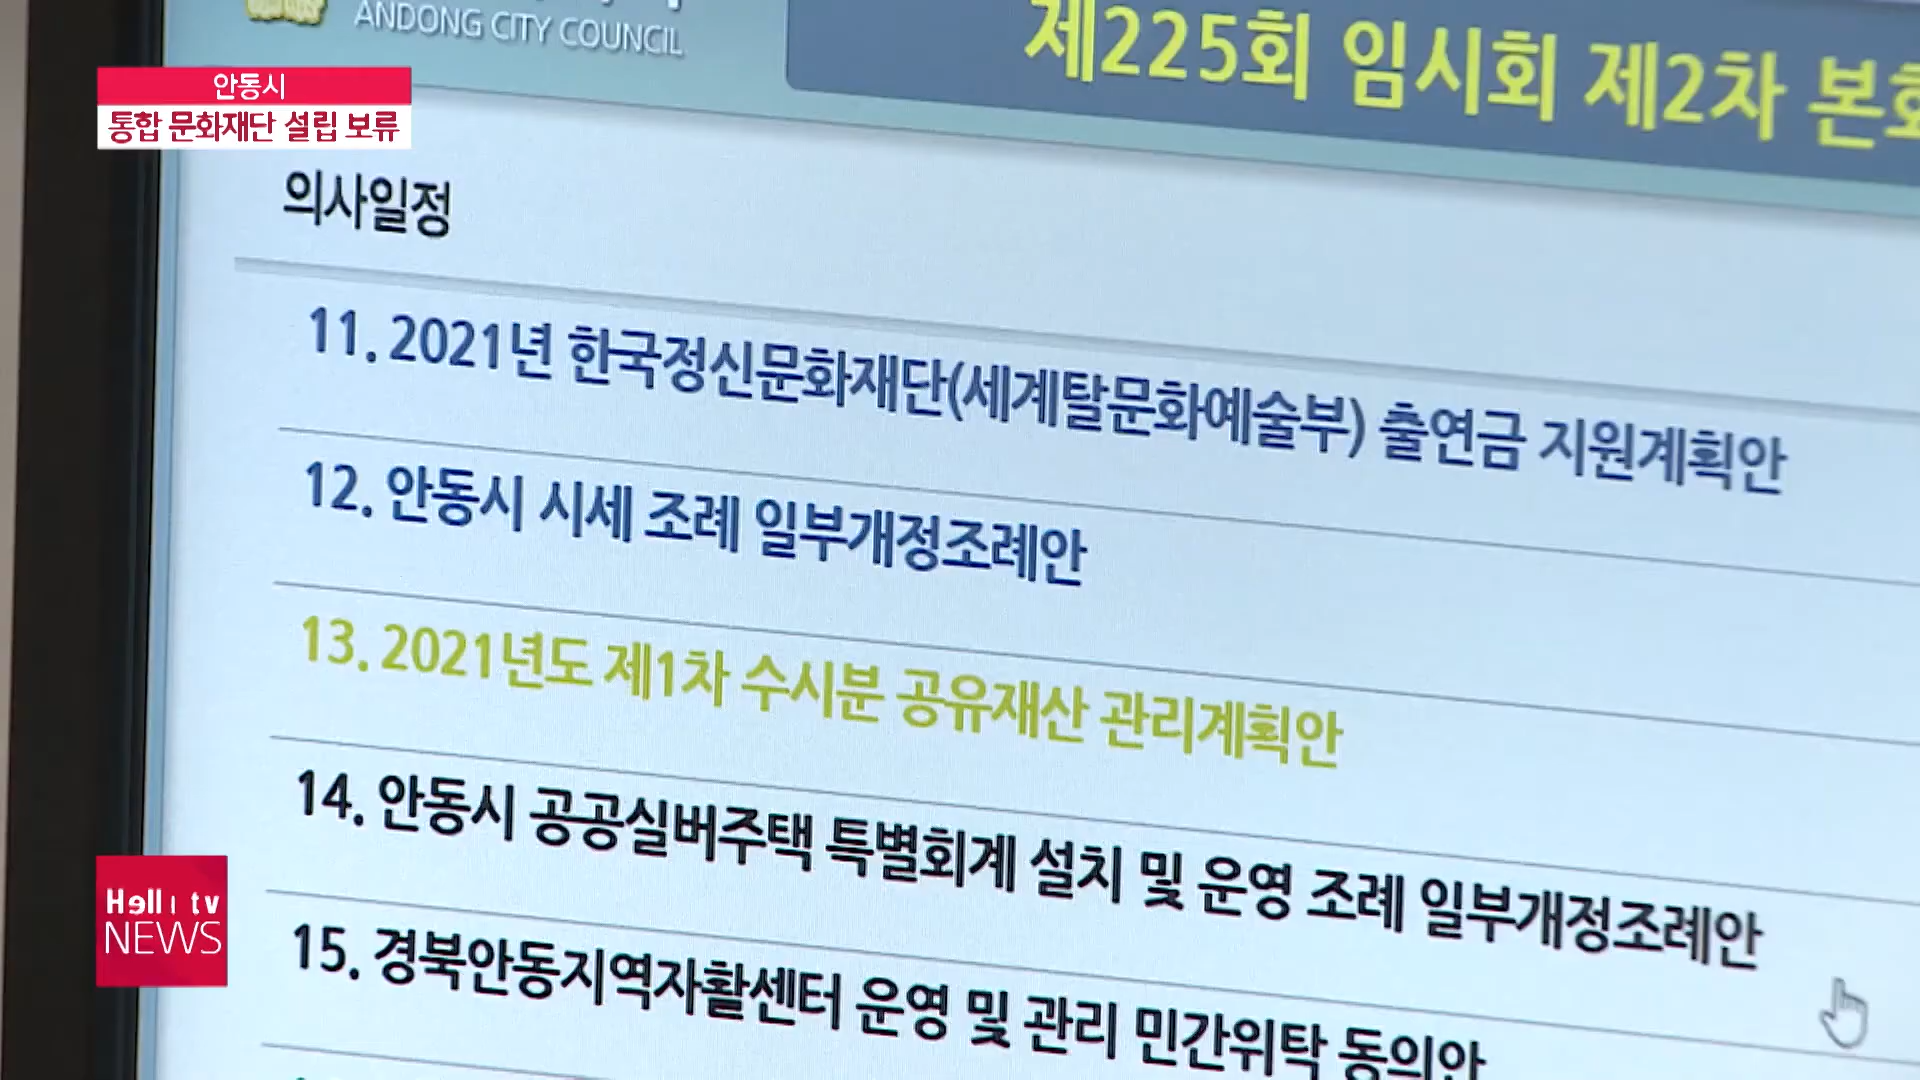 ANDONG CITY COUNCIL
제225회 임시회 제2차
안동시
통합 문화재단 설립 보류
의사일정
11. 2021년 한국정신문화재단(세계탈문화예술부) 출연금 지원계획안
12. 안동시 시세 조례 일부개정조례안
13. 2021년도 제1차 수시분 공유재산 관리계획안
14. 안동시 공공실버주택 특별회계 설치 및 운영 조례 일부개정조례안
15. 경북안동지역자활센터 운영 및 관리 민간위탁 동의안
Hello tv
NEWS